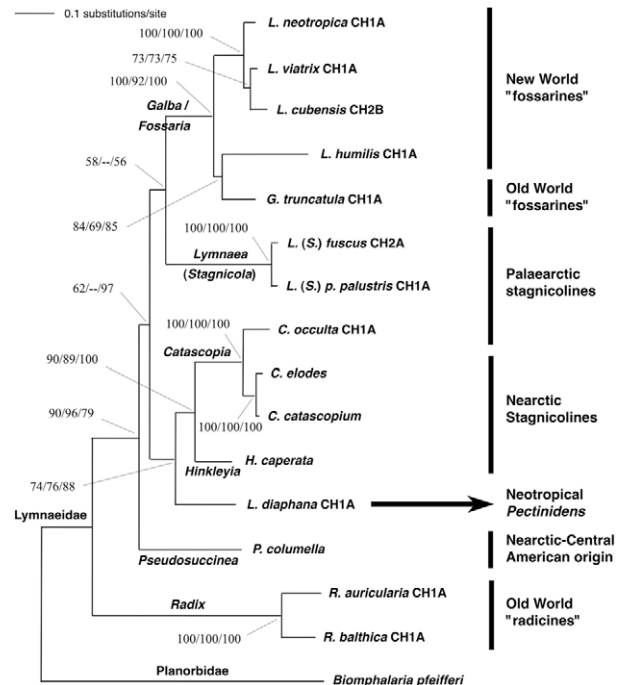 0.1 substitutions/site
L. neotropica CH1A
100/100/100
73/73/75
L. viatrix CH1A
New World
"fossarines"
100/92/100
L. cubensis CH2B
Galba /
Fossaria
L. humilis CH1A
58/--/56
Old World
"fossarines"
G. truncatula CH1A
84/69/85
100/100/100
L. (S.) fuscus CH2A
Lymnaea
(Stagnicola)
Palaearctic
stagnicolines
L. (S.) p. palustris CH1A
62/--/97
100/100/100
C. occulta CH1A
Catascopia
90/89/100
C. elodes
Nearctic
Stagnicolines
90/96/79
C. catascopium
100/100/100
H. caperata
Hinkleyia
74/76/88
L. diaphana CH1A
Neotropical
Pectinidens
Lymnaeidae
P. columella
Pseudosuccinea
Nearctic-Central
American origin
R. auricularia CH1A
Radix
Old World
"radicines"
100/100/100
R. balthica CH1A
Planorbidae
Biomphalaria pfeifferi